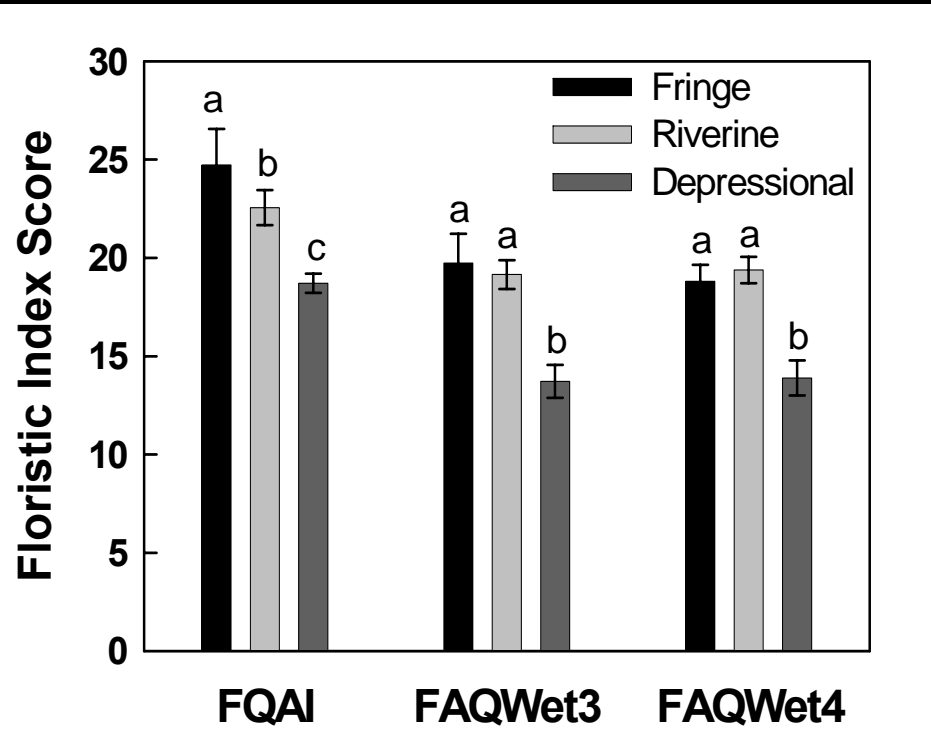 Floristic Index Score
30
25
20
15
10
5
0
Fringe
Riverine
Depressional
a
b
c
a
a
b
a
a
b
FQAI
FAQWet3
FAQWet4